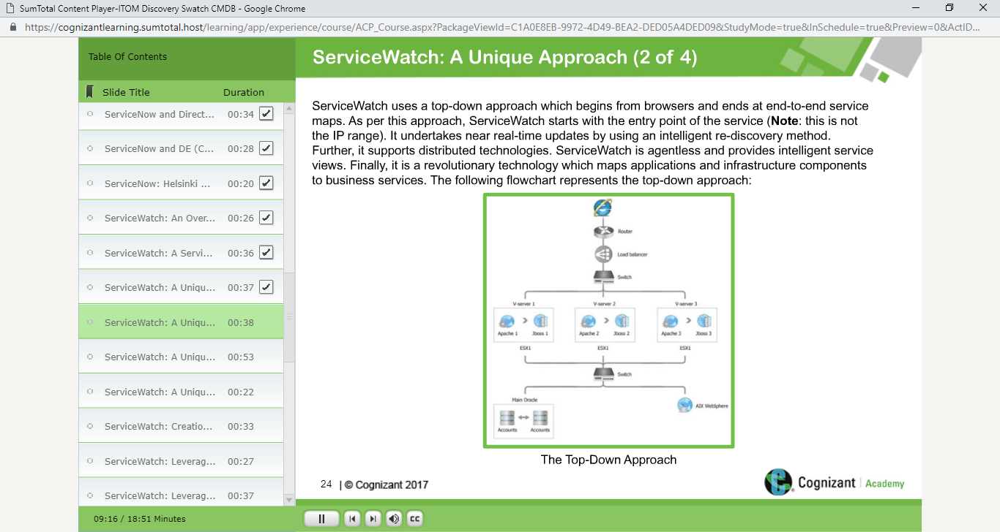 SumTotal Content Player-ITOM Discovery Swatch CMDB - Google Chrome
https://cognizantlearning.sumtotal.host/learning/app/experience/course/ACP_Course.aspx?PackageViewId=C1A0E8EB-9972-4D49-BEA2-DED05A4DED09&StudyMode=true&InSchedule=true&Preview=0&ActID...
Table Of Contents
Slide Title Duration
ServiceNow and Direct... 00:34
ServiceNow and DE (C... 00:28
ServiceNow: Helsinki ... 00:20
ServiceWatch: An Over... 00:26
ServiceWatch: A Servi... 00:36
ServiceWatch: A Uniqu... 00:37
ServiceWatch: A Uniqu... 00:38
ServiceWatch: A Uniqu... 00:53
ServiceWatch: A Uniqu... 00:22
ServiceWatch: Creatio... 00:33
ServiceWatch: Leverag... 00:27
ServiceWatch: Leverag... 00:37
09:16 / 18:51 Minutes
ServiceWatch: A Unique Approach (2 of 4)
ServiceWatch uses a top-down approach which begins from browsers and ends at end-to-end service
maps. As per this approach, ServiceWatch starts with the entry point of the service (Note: this is not
the IP range). It undertakes near real-time updates by using an intelligent re-discovery method.
Further, it supports distributed technologies. ServiceWatch is agentless and provides intelligent service
views. Finally, it is a revolutionary technology which maps applications and infrastructure components
to business services. The following flowchart represents the top-down approach:
Router
Load balancer
Switch
V-server 1 V-server 2 V-server 3
Apache 1 Jboss 1 Apache 2 Jboss 2 Apache 3 Jboss 3
ESX1 ESX1 ESX1
Switch
Main Oracle
AIX WebSphere
Accounts Accounts
The Top-Down Approach
24 | © Cognizant 2017
Cognizant | Academy
CC